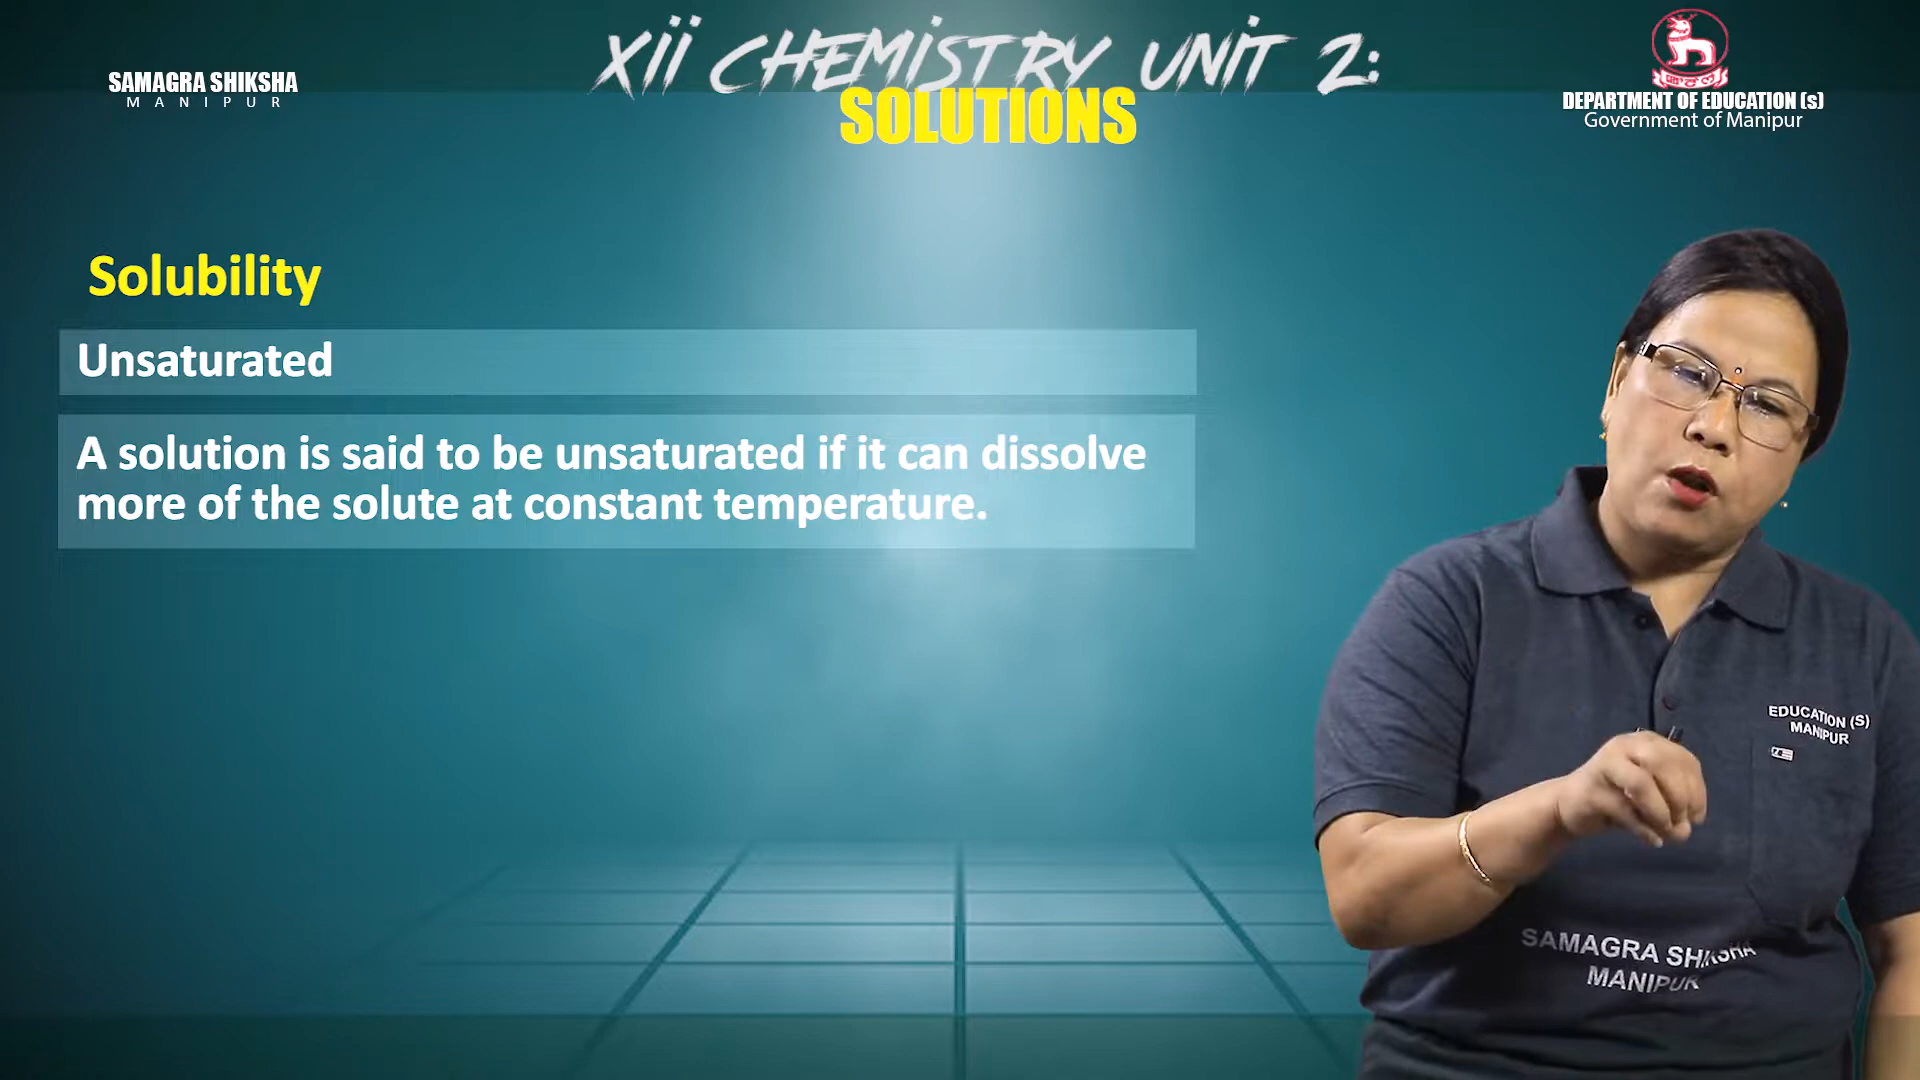 XII CHEMISTRY UNIT 2:
SOLUTIONS
SAMAGRA SHIKSHA
MANIPUR
DEPARTMENT OF EDUCATION (s)
Government of Manipur
Solubility
Unsaturated
A solution is said to be unsaturated if it can dissolve
more of the solute at constant temperature.
EDUCATION (S)
MANIPUR
SAMAGRA SHIKSHA
MANIPUR